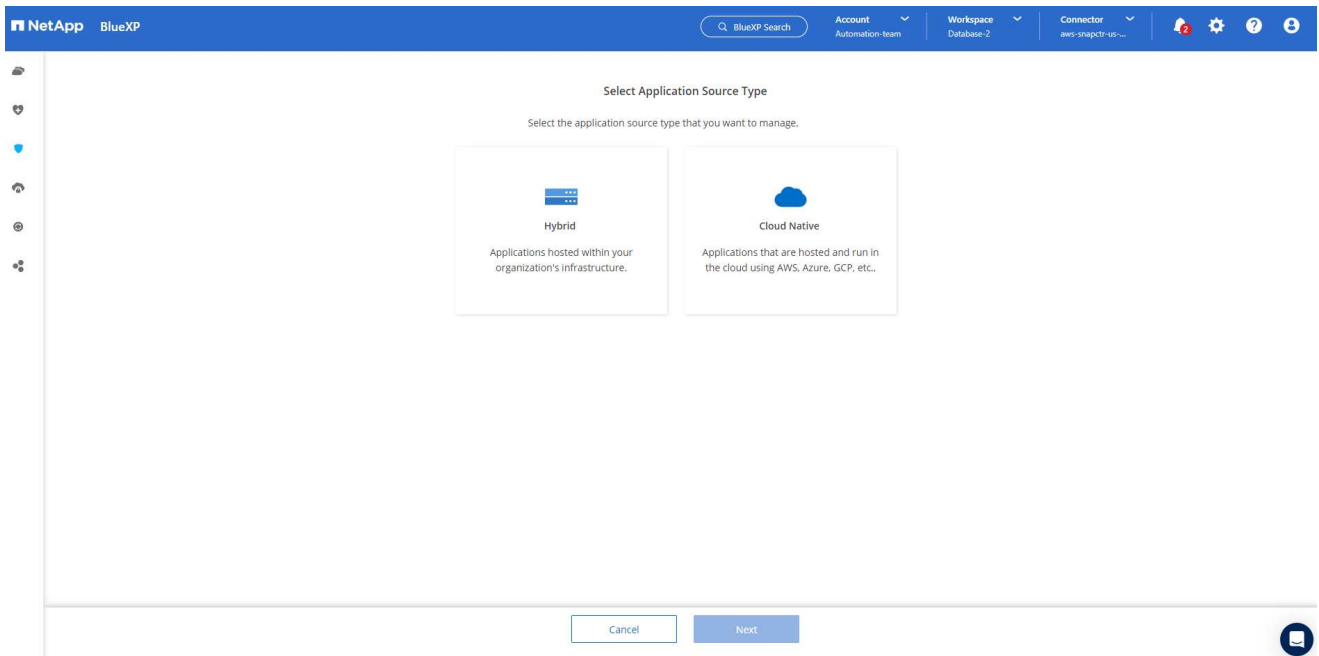 NetApp BlueXP
BlueXP Search
Account
Automation-team
Workspace
Database-2
Connector
aws-snapctr-us-...
2
Select Application Source Type
Select the application source type that you want to manage.
Hybrid
Applications hosted within your
organization's infrastructure.
Cloud Native
Applications that are hosted and run in
the cloud using AWS, Azure, GCP, etc..
Cancel
Next